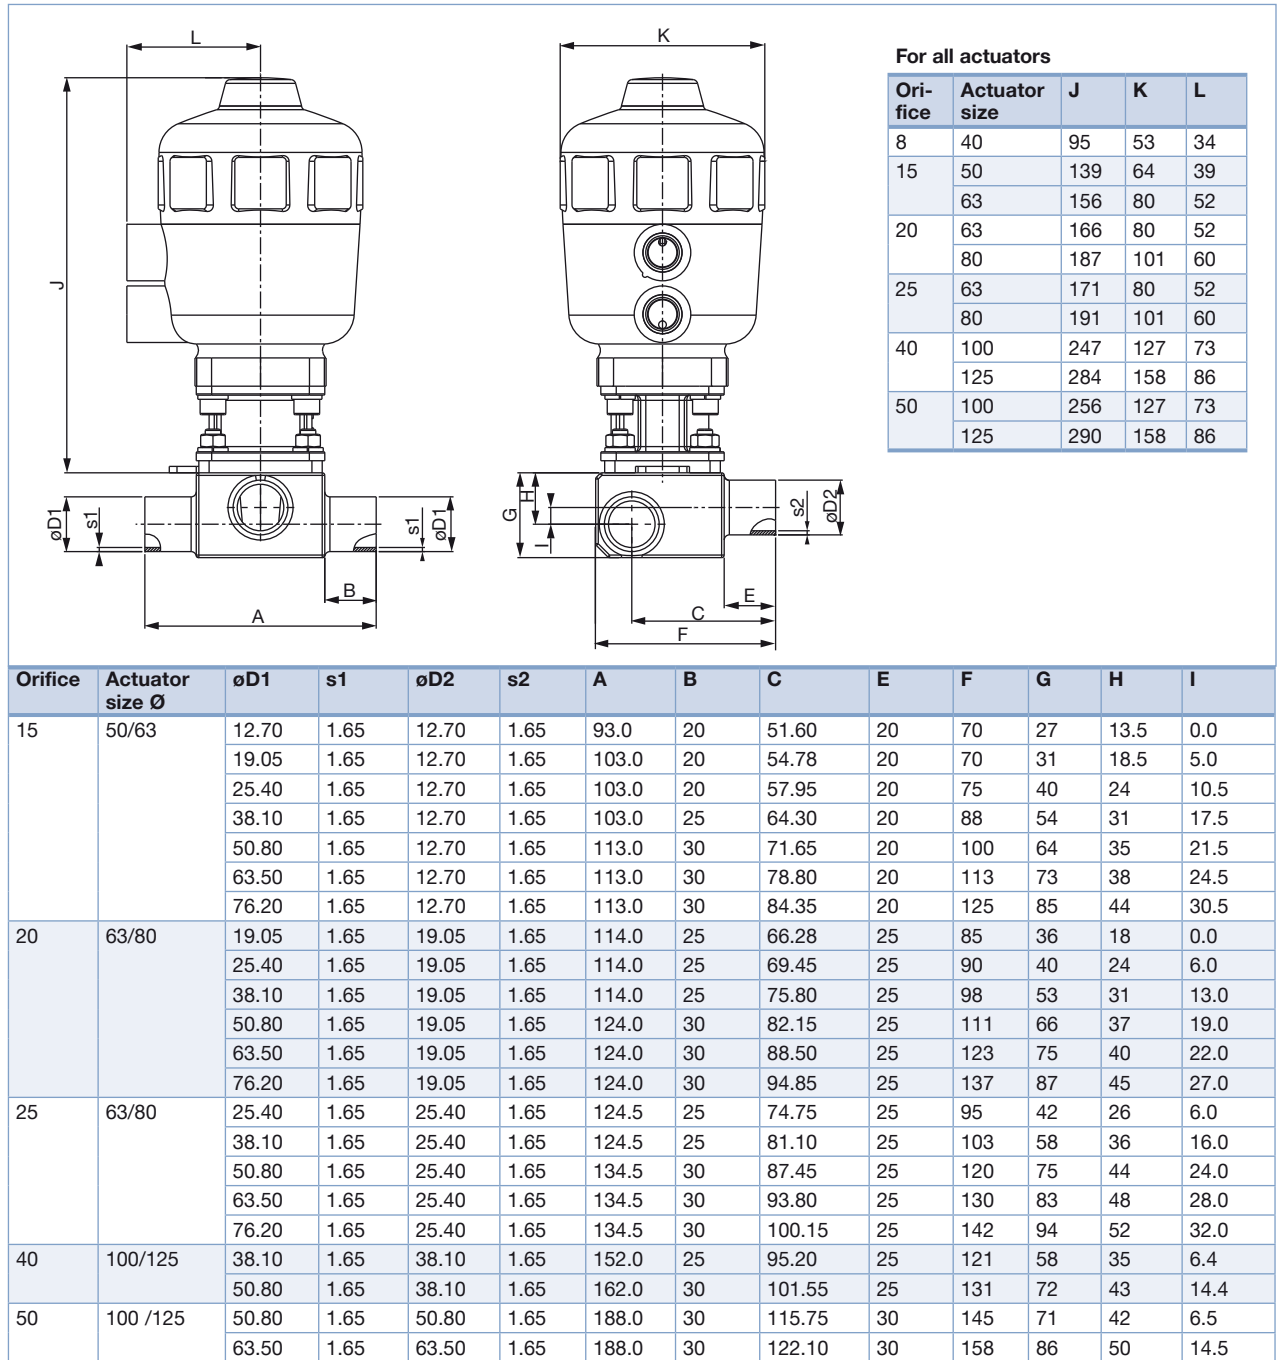 L
K
J
øD1
s1
s1
øD1
B
A
G
H
I
s2
øD2
E
C
F
For all actuators
Ori-fice Actuator size J K L
8 40 95 53 34
15 50 139 64 39
63 156 80 52
20 63 166 80 52
80 187 101 60
25 63 171 80 52
80 191 101 60
40 100 247 127 73
125 284 158 86
50 100 256 127 73
125 290 158 86
Orifice Actuator size Ø øD1 s1 øD2 s2 A B C E F G H I
15 50/63 12.70 1.65 12.70 1.65 93.0 20 51.60 20 70 27 13.5 0.0
19.05 1.65 12.70 1.65 103.0 20 54.78 20 70 31 18.5 5.0
25.40 1.65 12.70 1.65 103.0 20 57.95 20 75 40 24 10.5
38.10 1.65 12.70 1.65 103.0 25 64.30 20 88 54 31 17.5
50.80 1.65 12.70 1.65 113.0 30 71.65 20 100 64 35 21.5
63.50 1.65 12.70 1.65 113.0 30 78.80 20 113 73 38 24.5
76.20 1.65 12.70 1.65 113.0 30 84.35 20 125 85 44 30.5
20 63/80 19.05 1.65 19.05 1.65 114.0 25 66.28 25 85 36 18 0.0
25.40 1.65 19.05 1.65 114.0 25 69.45 25 90 40 24 6.0
38.10 1.65 19.05 1.65 114.0 25 75.80 25 98 53 31 13.0
50.80 1.65 19.05 1.65 124.0 30 82.15 25 111 66 37 19.0
63.50 1.65 19.05 1.65 124.0 30 88.50 25 123 75 40 22.0
76.20 1.65 19.05 1.65 124.0 30 94.85 25 137 87 45 27.0
25 63/80 25.40 1.65 25.40 1.65 124.5 25 74.75 25 95 42 26 6.0
38.10 1.65 25.40 1.65 124.5 25 81.10 25 103 58 36 16.0
50.80 1.65 25.40 1.65 134.5 30 87.45 25 120 75 44 24.0
63.50 1.65 25.40 1.65 134.5 30 93.80 25 130 83 48 28.0
76.20 1.65 25.40 1.65 134.5 30 100.15 25 142 94 52 32.0
40 100/125 38.10 1.65 38.10 1.65 152.0 25 95.20 25 121 58 35 6.4
50.80 1.65 38.10 1.65 162.0 30 101.55 25 131 72 43 14.4
50 100 /125 50.80 1.65 50.80 1.65 188.0 30 115.75 30 145 71 42 6.5
63.50 1.65 63.50 1.65 188.0 30 122.10 30 158 86 50 14.5